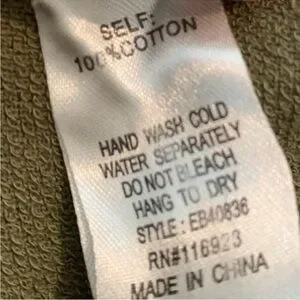 SELF:
100%COTTON
HAND WASH COLD
WATER SEPARATELY
DO NOT BLEACH
HANG TO DRY
STYLE: EB40836
RN#116923
MADE IN CHINA